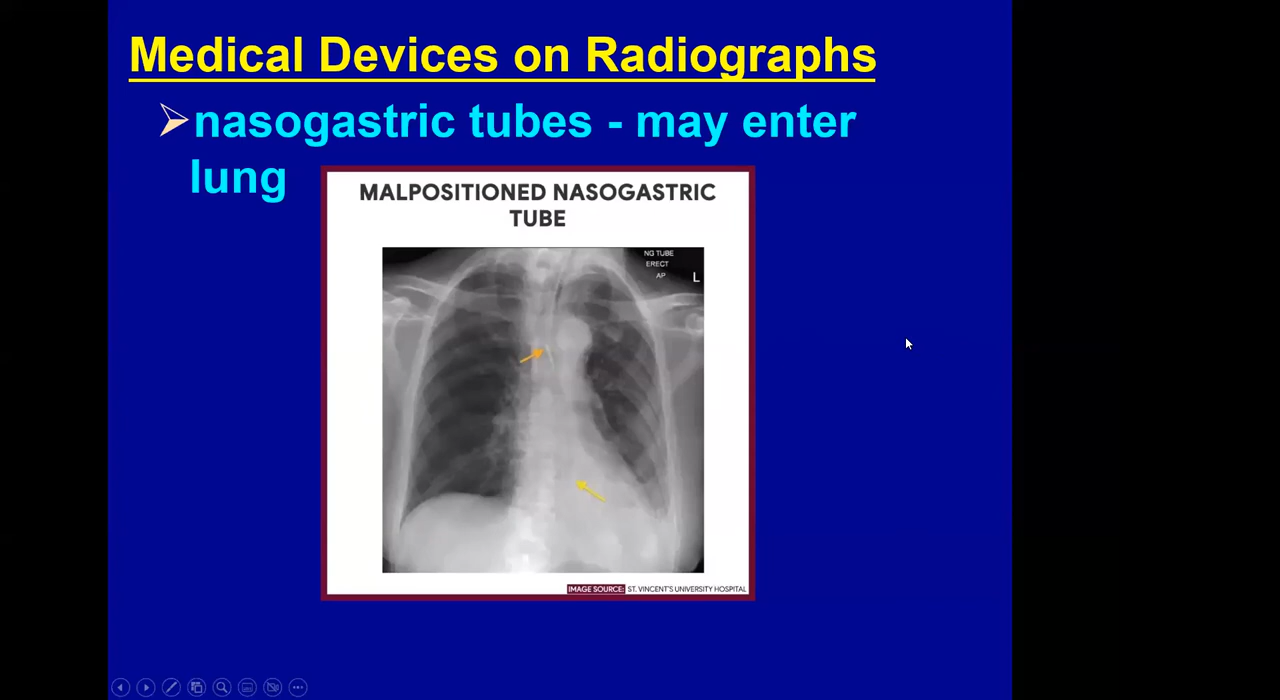 Medical Devices on Radiographs
nasogastric tubes - may enter
lung
MALPOSITIONED NASOGASTRIC
TUBE
NG TUBE
ERECT
AP
L
IMAGE SOURCE: ST. VINCENT'S UNIVERSITY HOSPITAL